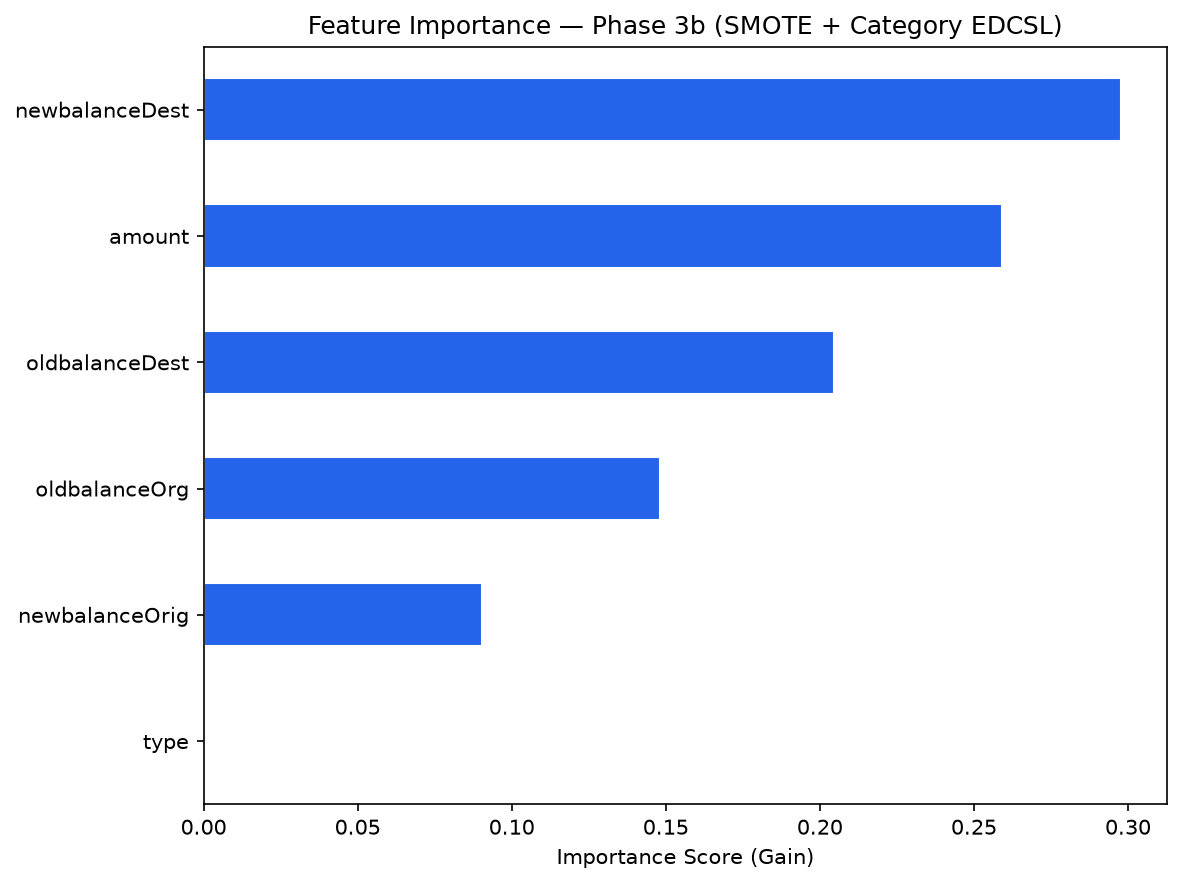 Feature Importance — Phase 3b (SMOTE + Category EDCSL)
newbalanceDest
amount
oldbalanceDest
oldbalanceOrg
newbalanceOrig
type
0.00 0.05 0.10 0.15 0.20 0.25 0.30
Importance Score (Gain)